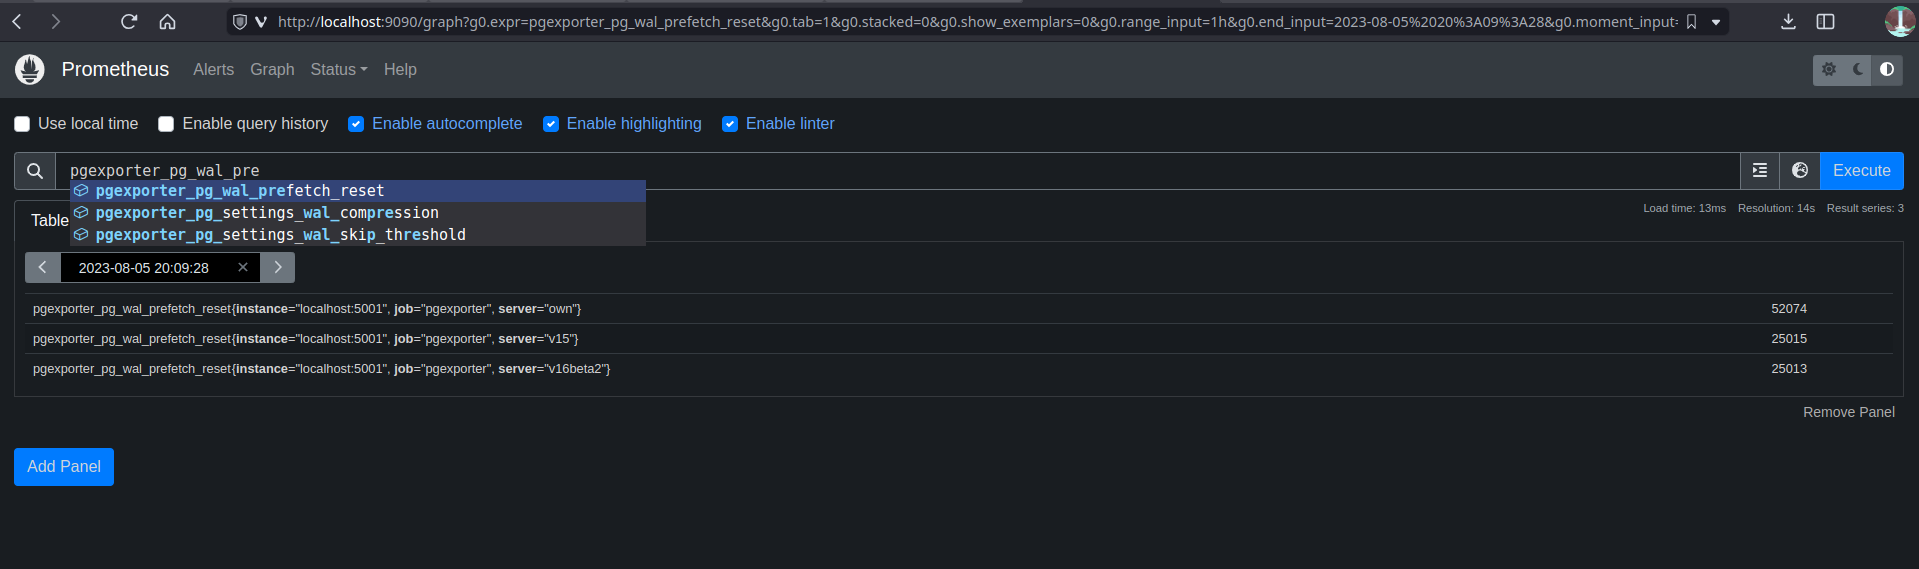 http://localhost:9090/graph?g0.expr=pgexporter_pg_wal_prefetch_reset&g0.tab=1&g0.stacked=0&g0.show_exemplars=0&g0.range_input=1h&g0.end_input=2023-08-05%2020%3A09%3A28&g0.moment_input=
Prometheus Alerts Graph Status Help
Use local time Enable query history Enable autocomplete Enable highlighting Enable linter
pgexporter_pg_wal_pre Execute
pgexporter_pg_wal_prefetch_reset
pgexporter_pg_settings_wal_compression
pgexporter_pg_settings_wal_skip_threshold
Table Load time: 13ms Resolution: 14s Result series: 3
2023-08-05 20:09:28
pgexporter_pg_wal_prefetch_reset{instance="localhost:5001", job="pgexporter", server="own"} 52074
pgexporter_pg_wal_prefetch_reset{instance="localhost:5001", job="pgexporter", server="v15"} 25015
pgexporter_pg_wal_prefetch_reset{instance="localhost:5001", job="pgexporter", server="v16beta2"} 25013
Remove Panel
Add Panel